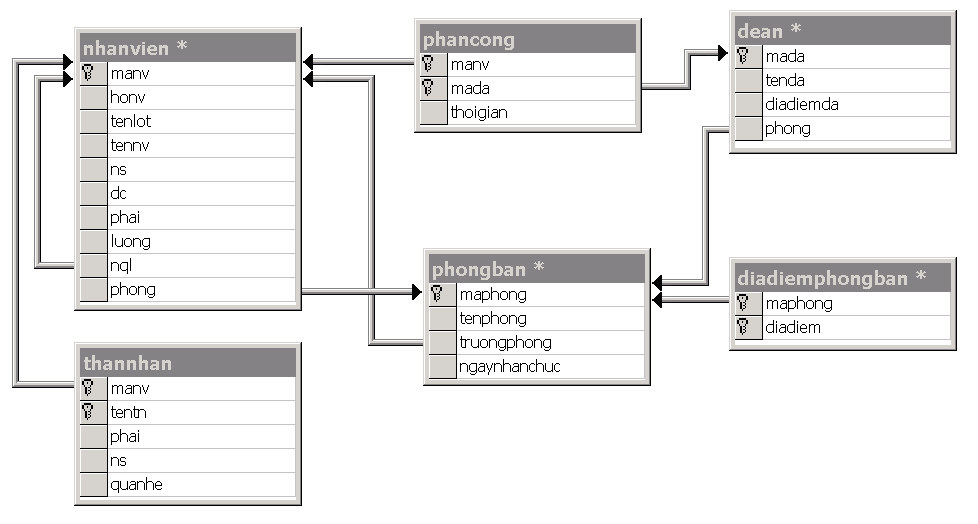 nhanvien *
manv
honv
tenlot
tennv
ns
dc
phai
luong
nql
phong
phancong
manv
mada
thoigian
dean *
mada
tenda
diadiemda
phong
phongban *
maphong
tenphong
truongphong
ngaynhanchuc
diadiemphongban *
maphong
diadiem
thannhan
manv
tentn
phai
ns
quanhe